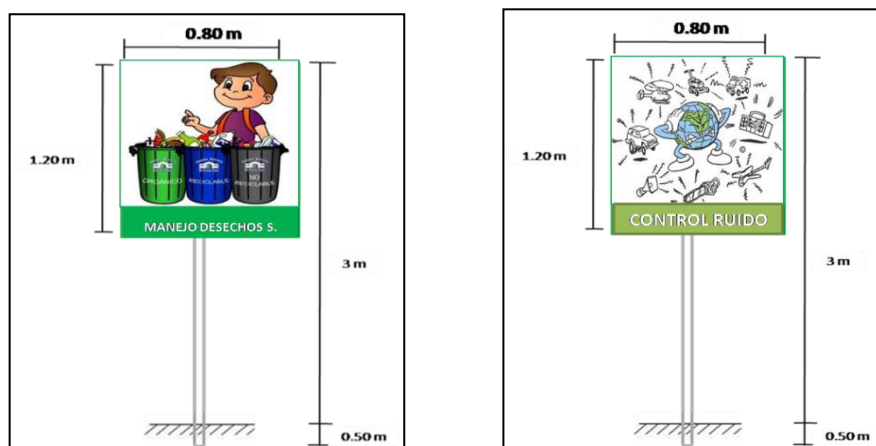 0.80 m
1.20 m
ORGÁNICO
RECICLABLE
NO
RECICLABLE
MANEJO DESECHOS S.
3 m
0.50 m
0.80 m
1.20 m
CONTROL RUIDO
3 m
0.50 m